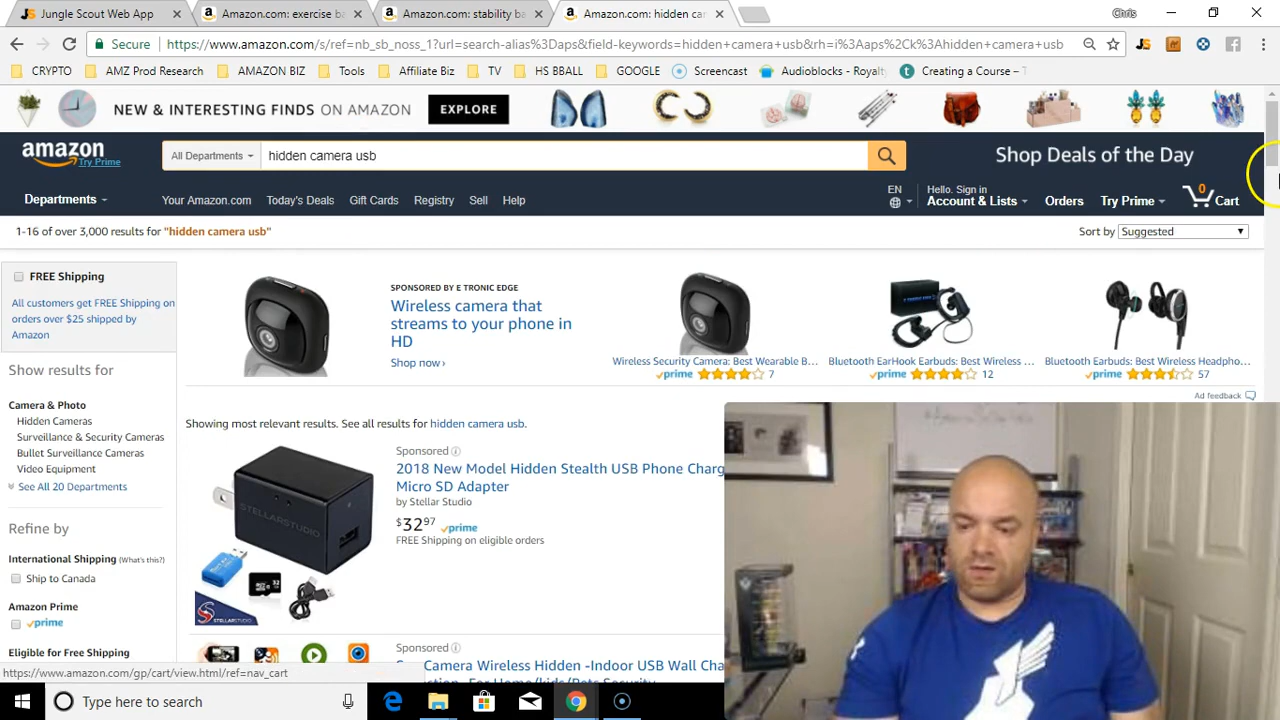 Jungle Scout Web App
Amazon.com: exercise ba
Amazon.com: stability ba
Amazon.com: hidden car
Chris
Secure
https://www.amazon.com/s/ref=nb_sb_noss_1?url=search-alias%3Daps&field-keywords=hidden+camera+usb&rh=i%3Aaps%2Ck%3Ahidden+camera+usb
CRYPTO
AMZ Prod Research
AMAZON BIZ
Tools
Affiliate Biz
TV
HS BBALL
GOOGLE
Screencast
Audioblocks - Royalt
Creating a Course – T
NEW & INTERESTING FINDS ON AMAZON
EXPLORE
amazon
Try Prime
All Departments
hidden camera usb
Shop Deals of the Day
Departments
Your Amazon.com
Today's Deals
Gift Cards
Registry
Sell
Help
EN
Hello. Sign in
Account & Lists
Orders
Try Prime
0
Cart
1-16 of over 3,000 results for "hidden camera usb"
Sort by
Suggested
FREE Shipping
All customers get FREE Shipping on
orders over $25 shipped by
Amazon
Show results for
Camera & Photo
Hidden Cameras
Surveillance & Security Cameras
Bullet Surveillance Cameras
Video Equipment
See All 20 Departments
Refine by
International Shipping (What's this?)
Ship to Canada
Amazon Prime
prime
Eligible for Free Shipping
SPONSORED BY E TRONIC EDGE
Wireless camera that
streams to your phone in
HD
Shop now ›
Wireless Security Camera: Best Wearable B...
prime 7
Bluetooth EarHook Earbuds: Best Wireless ...
prime 12
Bluetooth Earbuds: Best Wireless Headpho...
prime 57
Ad feedback
Showing most relevant results. See all results for hidden camera usb.
STELLARSTUDIO
STELLARSTUDIO
Sponsored
2018 New Model Hidden Stealth USB Phone Charg
Micro SD Adapter
by Stellar Studio
$32 97 prime
FREE Shipping on eligible orders
Sponsored
Camera Wireless Hidden -Indoor USB Wall Cha
https://www.amazon.com/gp/cart/view.html/ref=nav_cart
Type here to search